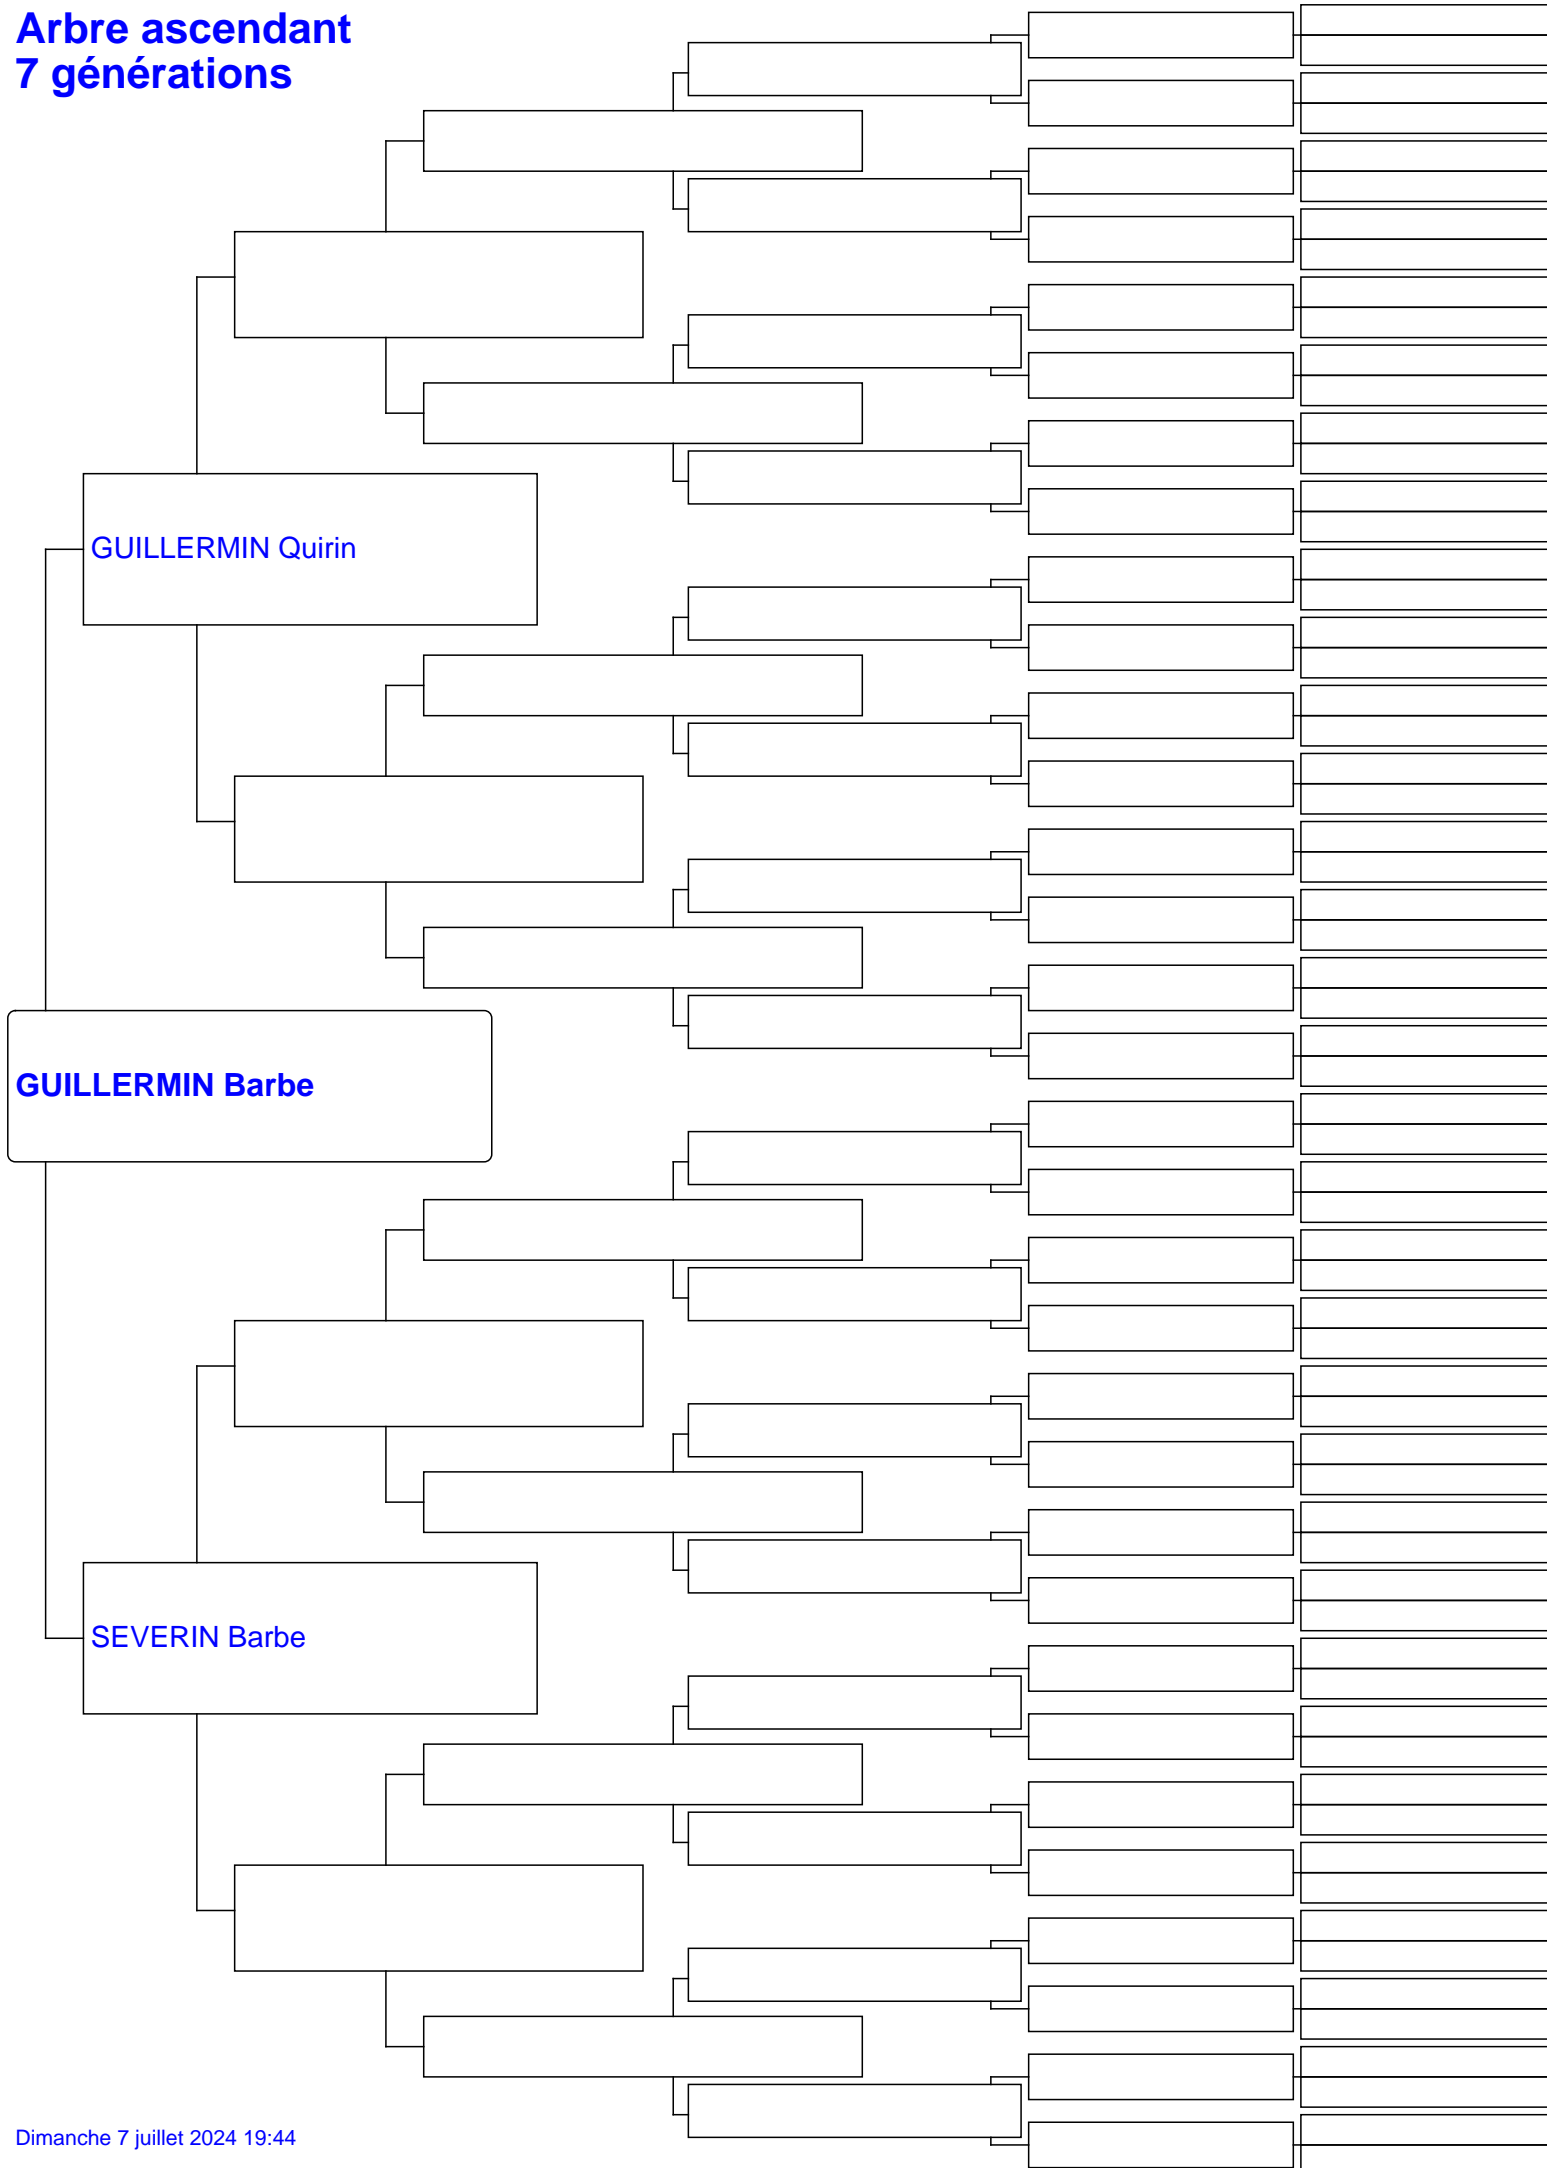 Arbre ascendant
7 générations
GUILLERMIN Quirin
GUILLERMIN Barbe
SEVERIN Barbe
Dimanche 7 juillet 2024 19:44